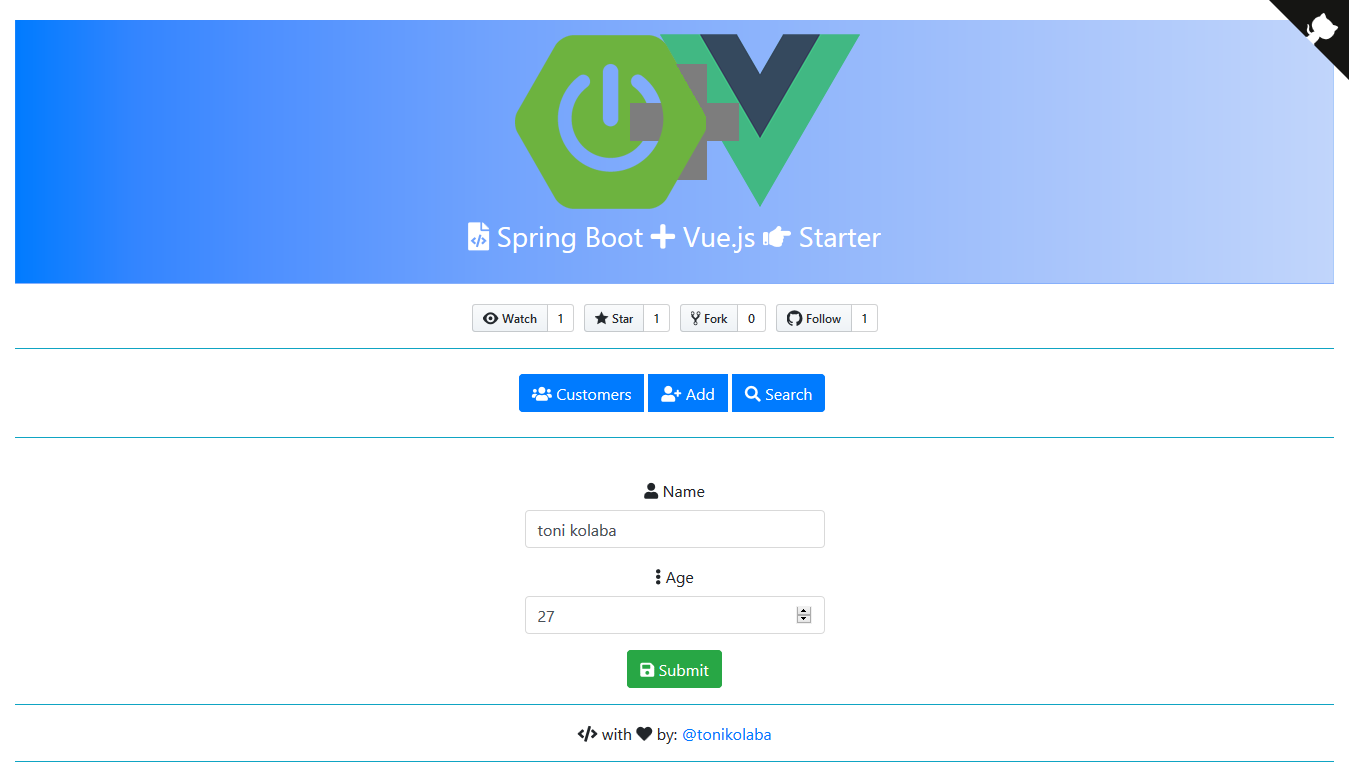 Spring Boot Vue.js Starter
Watch 1 Star 1 Fork 0 Follow 1
Customers Add Search
Name
toni kolaba
Age
27
Submit
with by: @tonikolaba